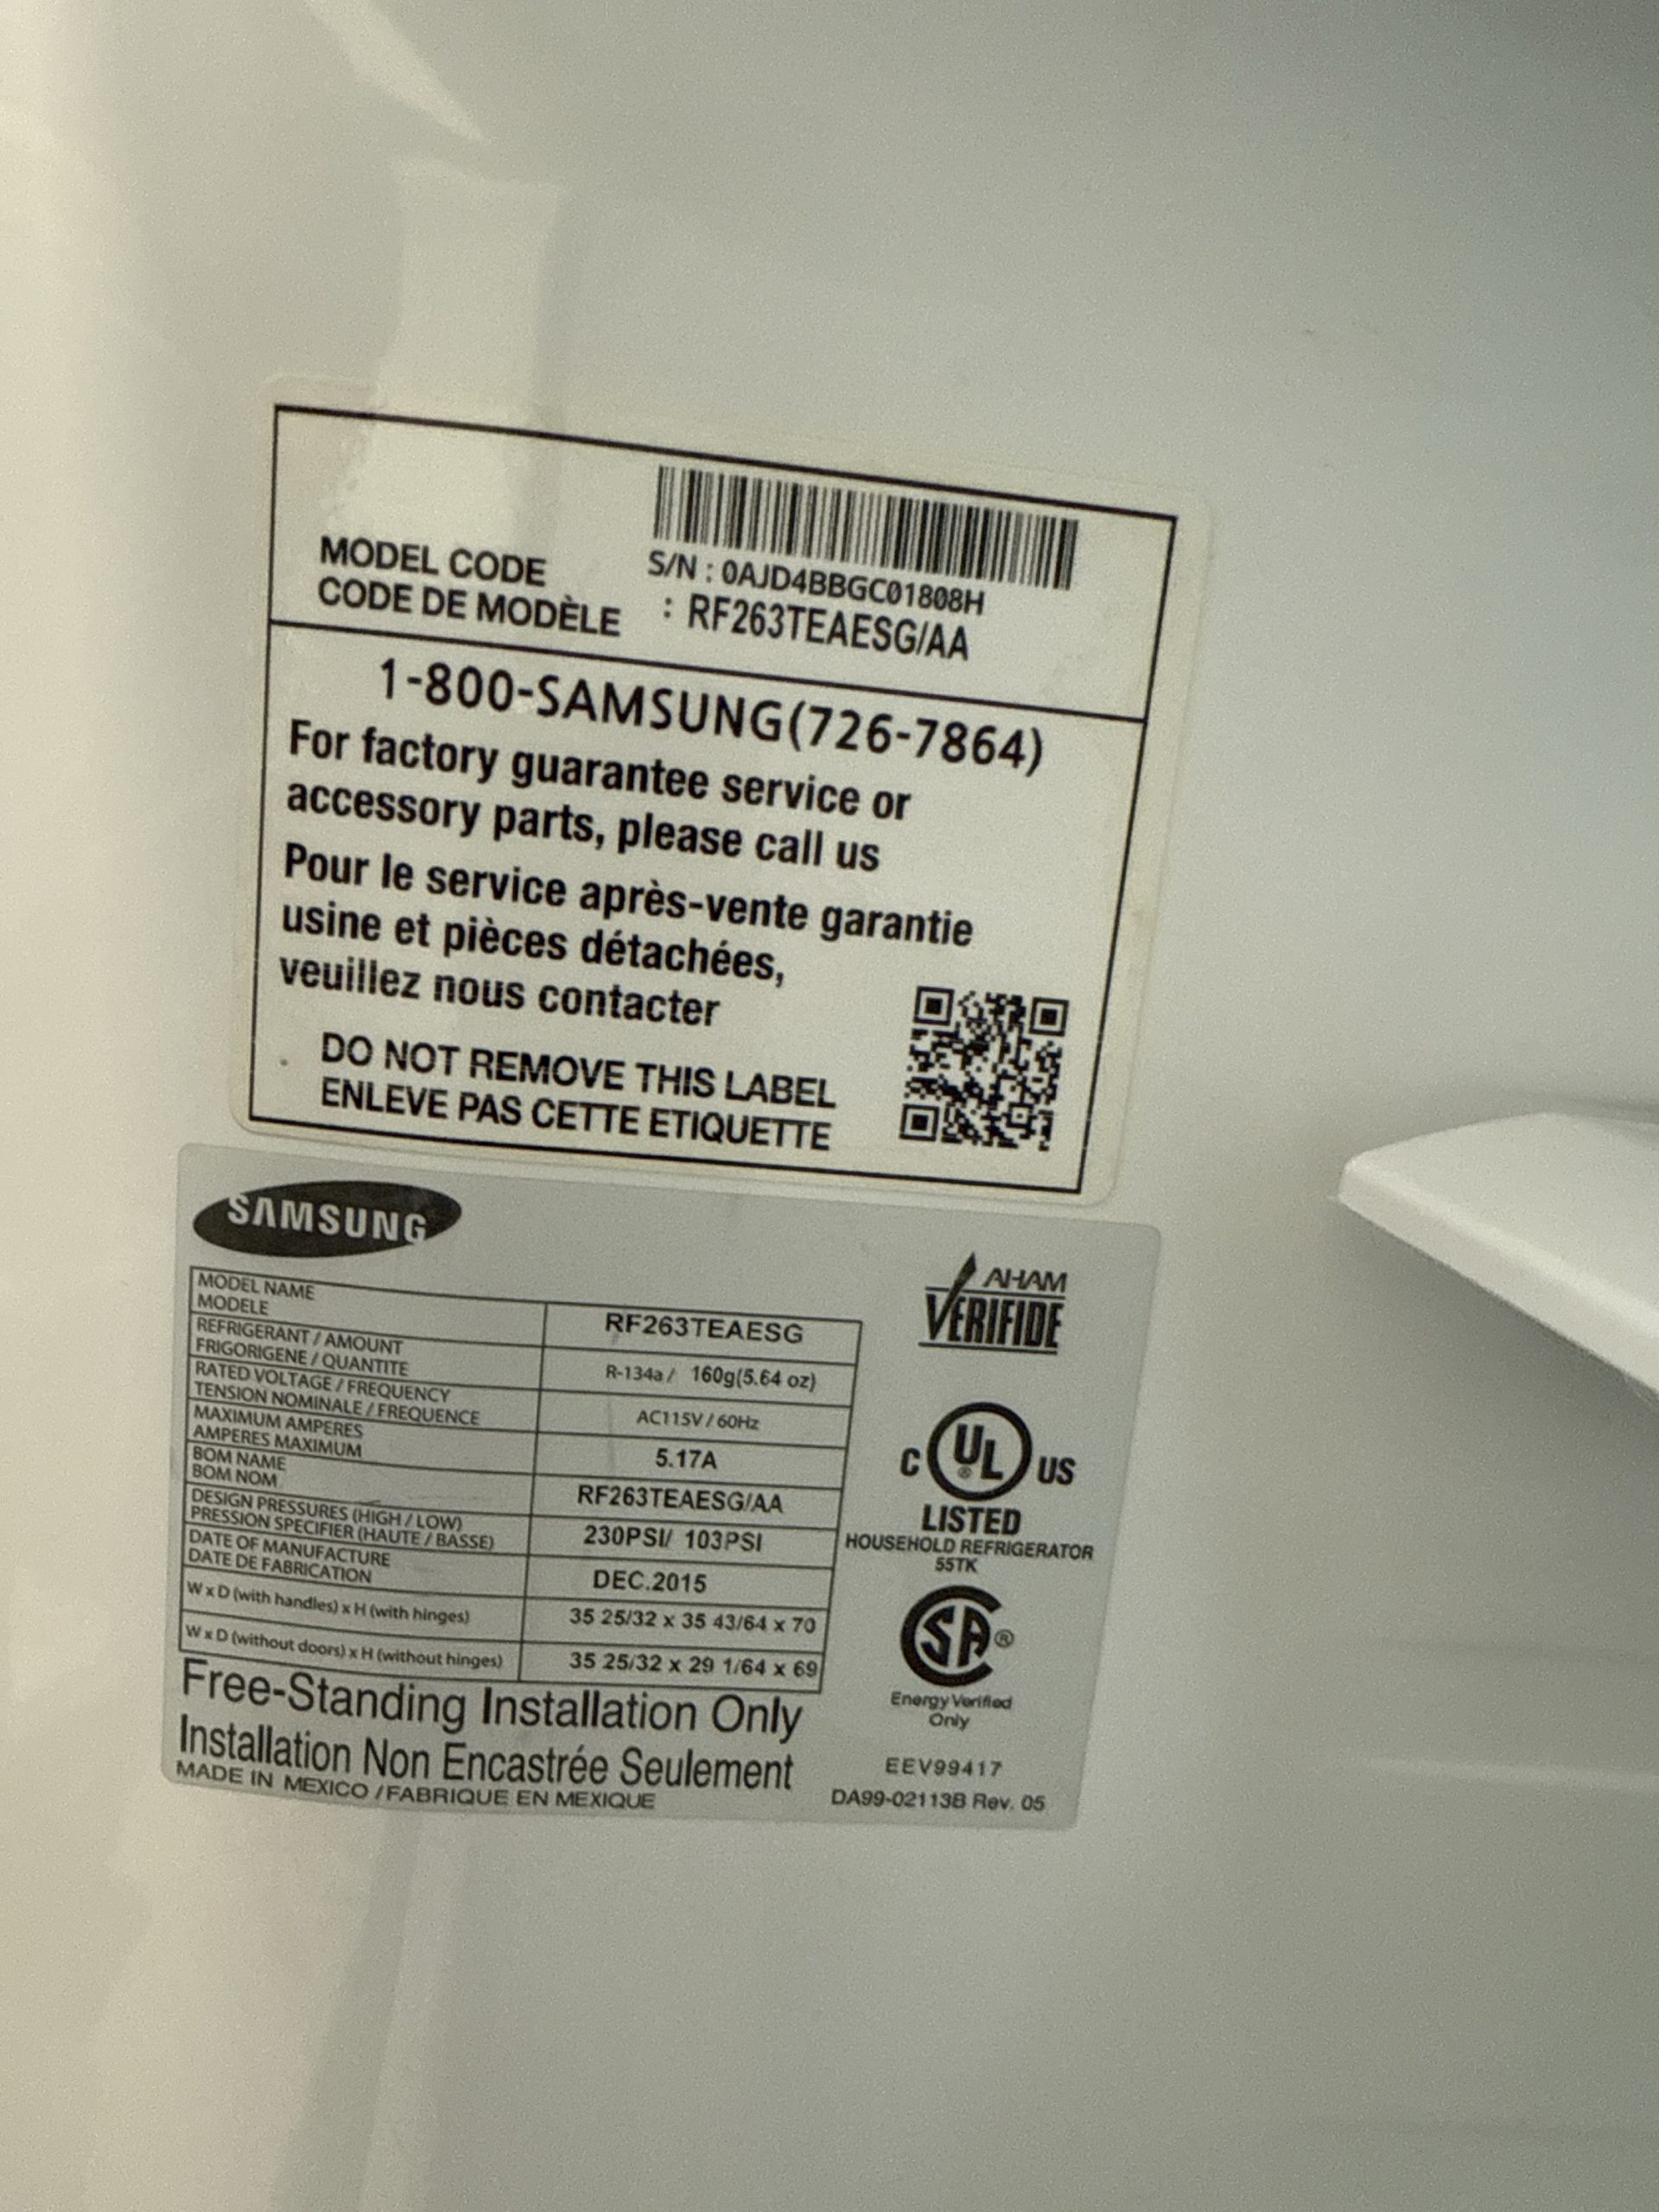 S/N : 0AJD4BBGC01808H
MODEL CODE
CODE DE MODÈLE : RF263TEAESG/AA
1-800-SAMSUNG(726-7864)
For factory guarantee service or
accessory parts, please call us
Pour le service après-vente garantie
usine et pièces détachées,
veuillez nous contacter
DO NOT REMOVE THIS LABEL
ENLEVE PAS CETTE ETIQUETTE
SAMSUNG
MODEL NAME
MODELE
RF263TEAESG
REFRIGERANT / AMOUNT
FRIGORIGENE / QUANTITE
R-134a / 160g(5.64 oz)
RATED VOLTAGE / FREQUENCY
TENSION NOMINALE / FREQUENCE
AC115V / 60Hz
MAXIMUM AMPERES
AMPERES MAXIMUM
5.17A
BOM NAME
BOM NOM
RF263TEAESG/AA
DESIGN PRESSURES (HIGH / LOW)
PRESSION SPECIFIER (HAUTE / BASSE)
230PSI/ 103PSI
DATE OF MANUFACTURE
DATE DE FABRICATION
DEC.2015
W x D (with handles) x H (with hinges)
35 25/32 x 35 43/64 x 70
W x D (without doors) x H (without hinges)
35 25/32 x 29 1/64 x 69
Free-Standing Installation Only
Installation Non Encastrée Seulement
MADE IN MEXICO / FABRIQUE EN MEXIQUE
AHAM
VERIFIDE
C UL ® US
LISTED
HOUSEHOLD REFRIGERATOR
55TK
SA ®
Energy Verified
Only
EEV99417
DA99-02113B Rev. 05